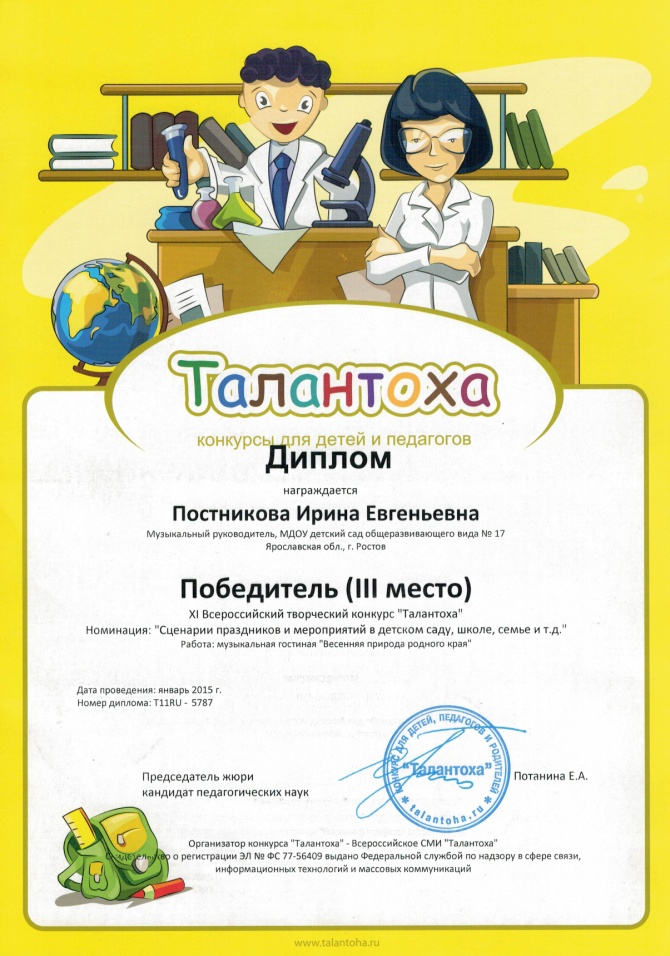 Талантоха
конкурсы для детей и педагогов
Диплом
награждается
Постникова Ирина Евгеньевна
Музыкальный руководитель, МДОУ детский сад общеразвивающего вида № 17
Ярославская обл., г. Ростов
Победитель (III место)
XI Всероссийский творческий конкурс "Талантоха"
Номинация: "Сценарии праздников и мероприятий в детском саду, школе, семье и т.д."
Работа: музыкальная гостиная "Весенняя природа родного края"
Дата проведения: январь 2015 г.
Номер диплома: T11RU - 5787
Председатель жюри
кандидат педагогических наук
КОНКУРС ДЛЯ ДЕТЕЙ, ПЕДАГОГОВ И РОДИТЕЛЕЙ
"Талантоха"
talantoha.ru
Потанина Е.А.
Организатор конкурса "Талантоха" - Всероссийское СМИ "Талантоха"
Свидетельство о регистрации ЭЛ № ФС 77-56409 выдано Федеральной службой по надзору в сфере связи,
информационных технологий и массовых коммуникаций
www.talantoha.ru